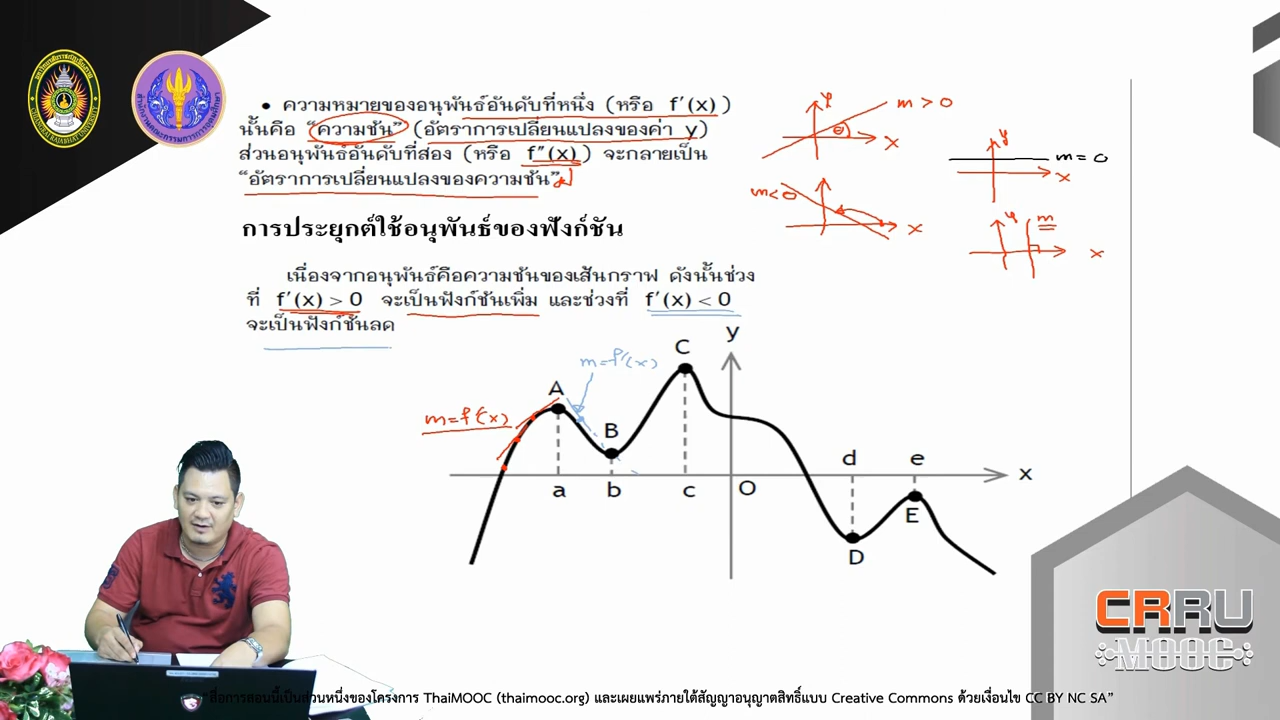 • ความหมายของอนุพันธ์อันดับที่หนึ่ง (หรือ f'(x))
นั้นคือ "ความชัน" (อัตราการเปลี่ยนแปลงของค่า y)
ส่วนอนุพันธ์อันดับที่สอง (หรือ f"(x)) จะกลายเป็น
"อัตราการเปลี่ยนแปลงของความชัน"
y
m > 0
θ
x
y
m = 0
x
m < 0
x
y
m
x
การประยุกต์ใช้อนุพันธ์ของฟังก์ชัน
เนื่องจากอนุพันธ์คือความชันของเส้นกราฟ ดังนั้นช่วง
ที่ f'(x) > 0 จะเป็นฟังก์ชันเพิ่ม และช่วงที่ f'(x) < 0
จะเป็นฟังก์ชันลด
y
C
m=f'(x)
A
m=f'(x)
B
d e
x
a b c O
E
D
CRRU
MOOC
"สื่อการสอนนี้เป็นส่วนหนึ่งของโครงการ ThaiMOOC (thaimooc.org) และเผยแพร่ภายใต้สัญญาอนุญาตสิทธิ์แบบ Creative Commons ด้วยเงื่อนไข CC BY NC SA"